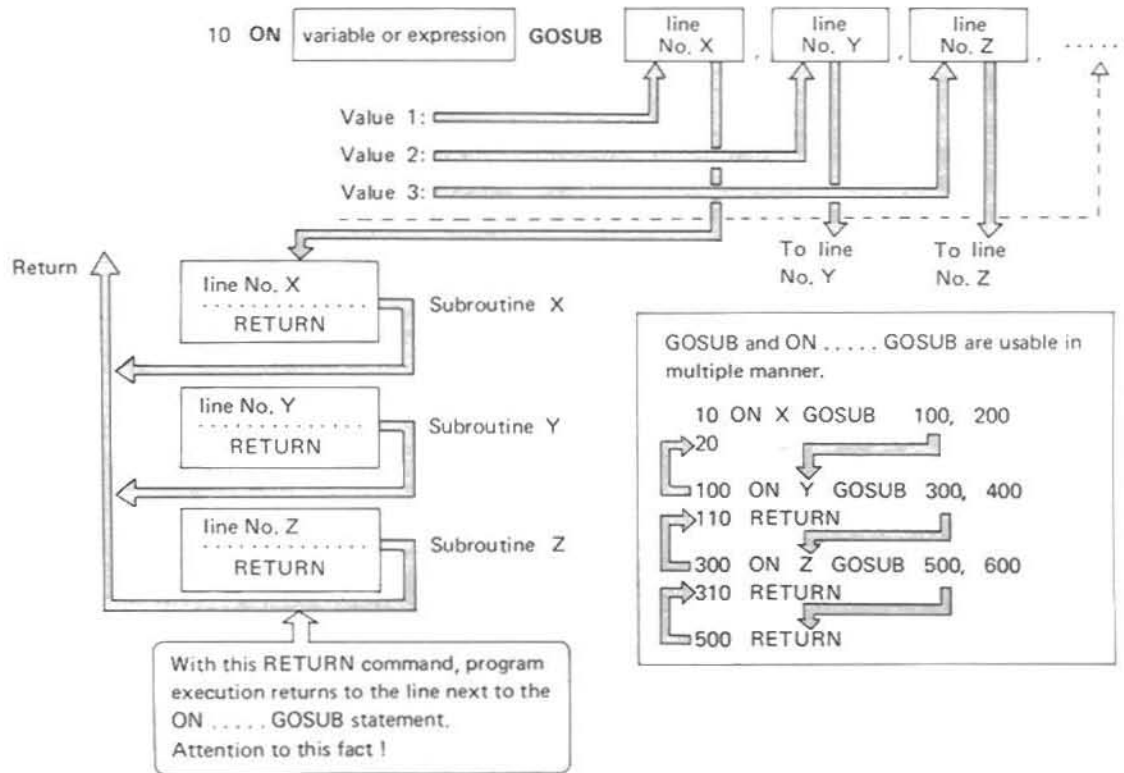 10 ON variable or expression GOSUB line No. X , line No. Y , line No. Z , .....
Value 1:
Value 2:
Value 3:
To line No. Y
To line No. Z
Return
line No. X
. . . . . . . . . . . . . . .
RETURN
Subroutine X
line No. Y
. . . . . . . . . . . . . . .
RETURN
Subroutine Y
line No. Z
. . . . . . . . . . . . . . .
RETURN
Subroutine Z
With this RETURN command, program
execution returns to the line next to the
ON ..... GOSUB statement.
Attention to this fact !
GOSUB and ON ..... GOSUB are usable in
multiple manner.
10 ON X GOSUB 100, 200
20
100 ON Y GOSUB 300, 400
110 RETURN
300 ON Z GOSUB 500, 600
310 RETURN
500 RETURN